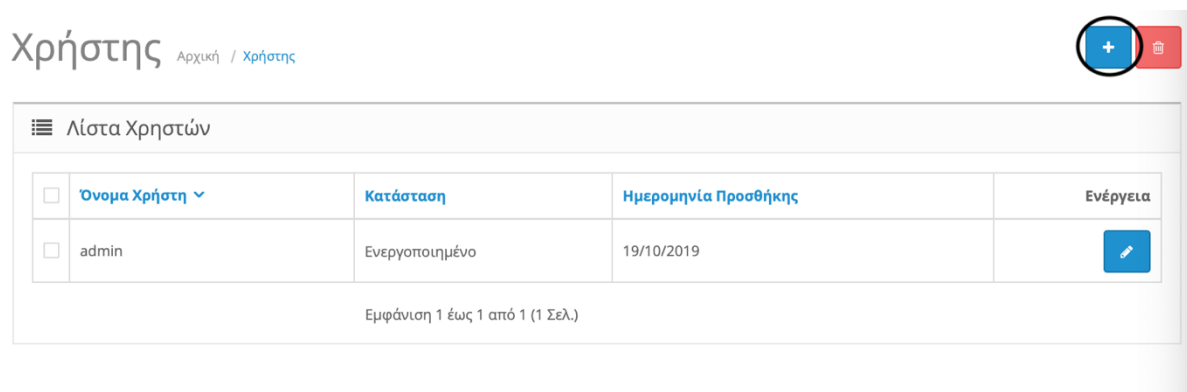 Χρήστης Αρχική / Χρήστης
Λίστα Χρηστών
Όνομα Χρήστη Κατάσταση Ημερομηνία Προσθήκης Ενέργεια
admin Ενεργοποιημένο 19/10/2019
Εμφάνιση 1 έως 1 από 1 (1 Σελ.)